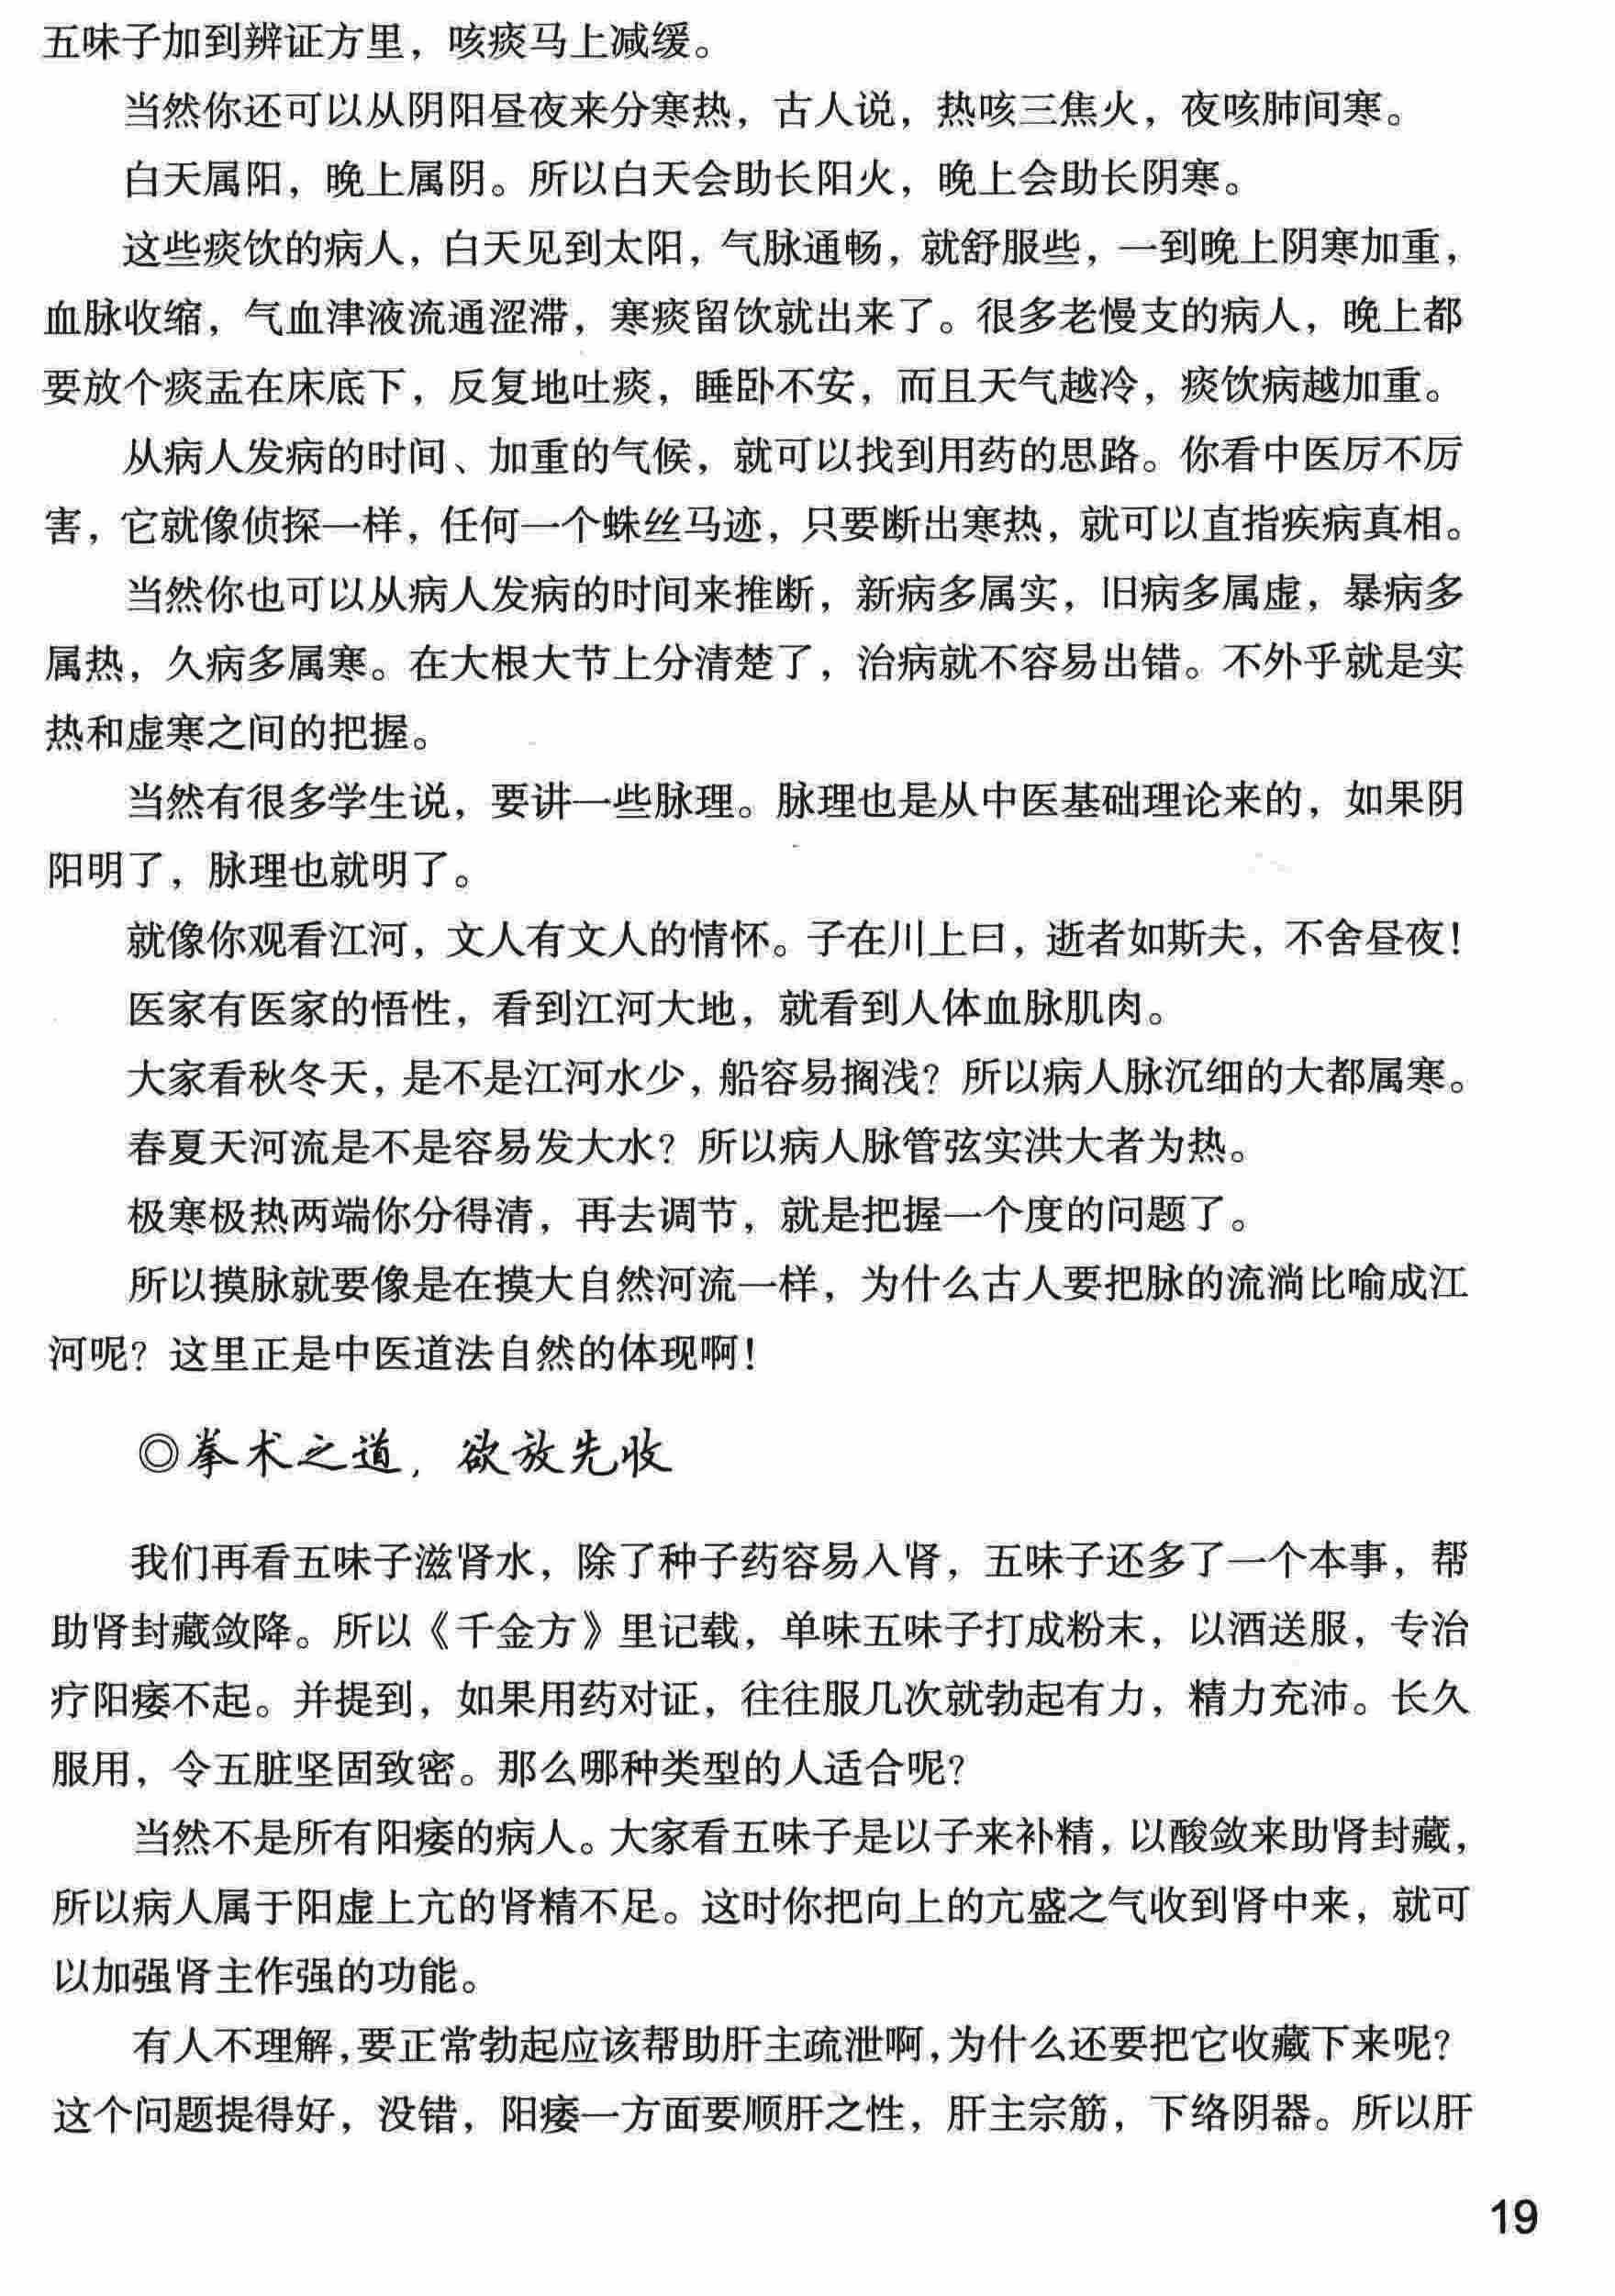 五味子加到辨证方里，咳痰马上减缓。
当然你还可以从阴阳昼夜来分寒热，古人说，热咳三焦火，夜咳肺间寒。
白天属阳，晚上属阴。所以白天会助长阳火，晚上会助长阴寒。
这些痰饮的病人，白天见到太阳，气脉通畅，就舒服些，一到晚上阴寒加重，
血脉收缩，气血津液流通涩滞，寒痰留饮就出来了。很多老慢支的病人，晚上都
要放个痰盂在床底下，反复地吐痰，睡卧不安，而且天气越冷，痰饮病越加重。
从病人发病的时间、加重的气候，就可以找到用药的思路。你看中医厉不厉
害，它就像侦探一样，任何一个蛛丝马迹，只要断出寒热，就可以直指疾病真相。
当然你也可以从病人发病的时间来推断，新病多属实，旧病多属虚，暴病多
属热，久病多属寒。在大根大节上分清楚了，治病就不容易出错。不外乎就是实
热和虚寒之间的把握。
当然有很多学生说，要讲一些脉理。脉理也是从中医基础理论来的，如果阴
阳明了，脉理也就明了。
就像你观看江河，文人有文人的情怀。子在川上曰，逝者如斯夫，不舍昼夜！
医家有医家的悟性，看到江河大地，就看到人体血脉肌肉。
大家看秋冬天，是不是江河水少，船容易搁浅？所以病人脉沉细的大都属寒。
春夏天河流是不是容易发大水？所以病人脉管弦实洪大者为热。
极寒极热两端你分得清，再去调节，就是把握一个度的问题了。
所以摸脉就要像是在摸大自然河流一样，为什么古人要把脉的流淌比喻成江
河呢？这里正是中医道法自然的体现啊！
◎拳术之道，欲放先收
我们再看五味子滋肾水，除了种子药容易入肾，五味子还多了一个本事，帮
助肾封藏敛降。所以《千金方》里记载，单味五味子打成粉末，以酒送服，专治
疗阳痿不起。并提到，如果用药对证，往往服几次就勃起有力，精力充沛。长久
服用，令五脏坚固致密。那么哪种类型的人适合呢？
当然不是所有阳痿的病人。大家看五味子是以子来补精，以酸敛来助肾封藏，
所以病人属于阳虚上亢的肾精不足。这时你把向上的亢盛之气收到肾中来，就可
以加强肾主作强的功能。
有人不理解，要正常勃起应该帮助肝主疏泄啊，为什么还要把它收藏下来呢？
这个问题提得好，没错，阳痿一方面要顺肝之性，肝主宗筋，下络阴器。所以肝
19